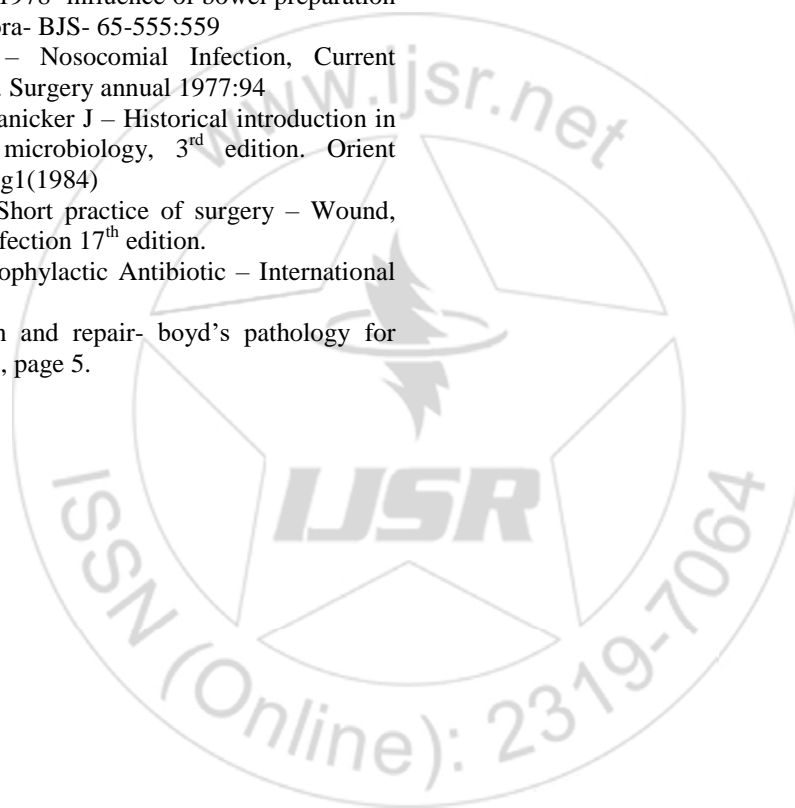 1978- influence of bowel preparation
ora- BJS- 65-555:559
– Nosocomial Infection, Current
. Surgery annual 1977:94
anicker J – Historical introduction in
microbiology, 3rd edition. Orient
g1(1984)
Short practice of surgery – Wound,
fection 17th edition.
ophylactic Antibiotic – International
n and repair- boyd's pathology for
, page 5.
www.ijsr.net
IJSR
ISSN (Online): 2319-7064